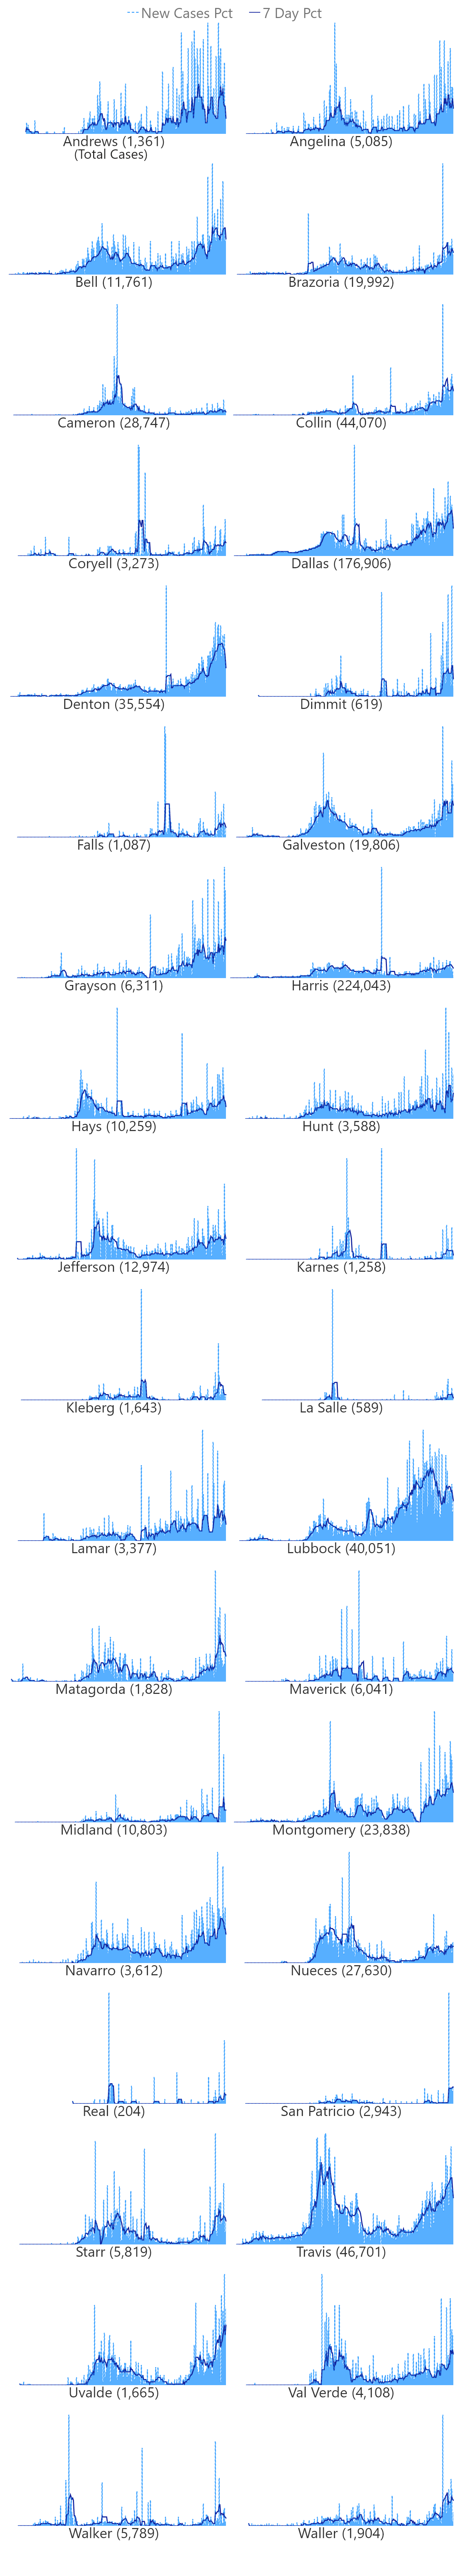 New Cases Pct 7 Day Pct
Andrews (1,361) Angelina (5,085)
(Total Cases)
Bell (11,761) Brazoria (19,992)
Cameron (28,747) Collin (44,070)
Coryell (3,273) Dallas (176,906)
Denton (35,554) Dimmit (619)
Falls (1,087) Galveston (19,806)
Grayson (6,311) Harris (224,043)
Hays (10,259) Hunt (3,588)
Jefferson (12,974) Karnes (1,258)
Kleberg (1,643) La Salle (589)
Lamar (3,377) Lubbock (40,051)
Matagorda (1,828) Maverick (6,041)
Midland (10,803) Montgomery (23,838)
Navarro (3,612) Nueces (27,630)
Real (204) San Patricio (2,943)
Starr (5,819) Travis (46,701)
Uvalde (1,665) Val Verde (4,108)
Walker (5,789) Waller (1,904)